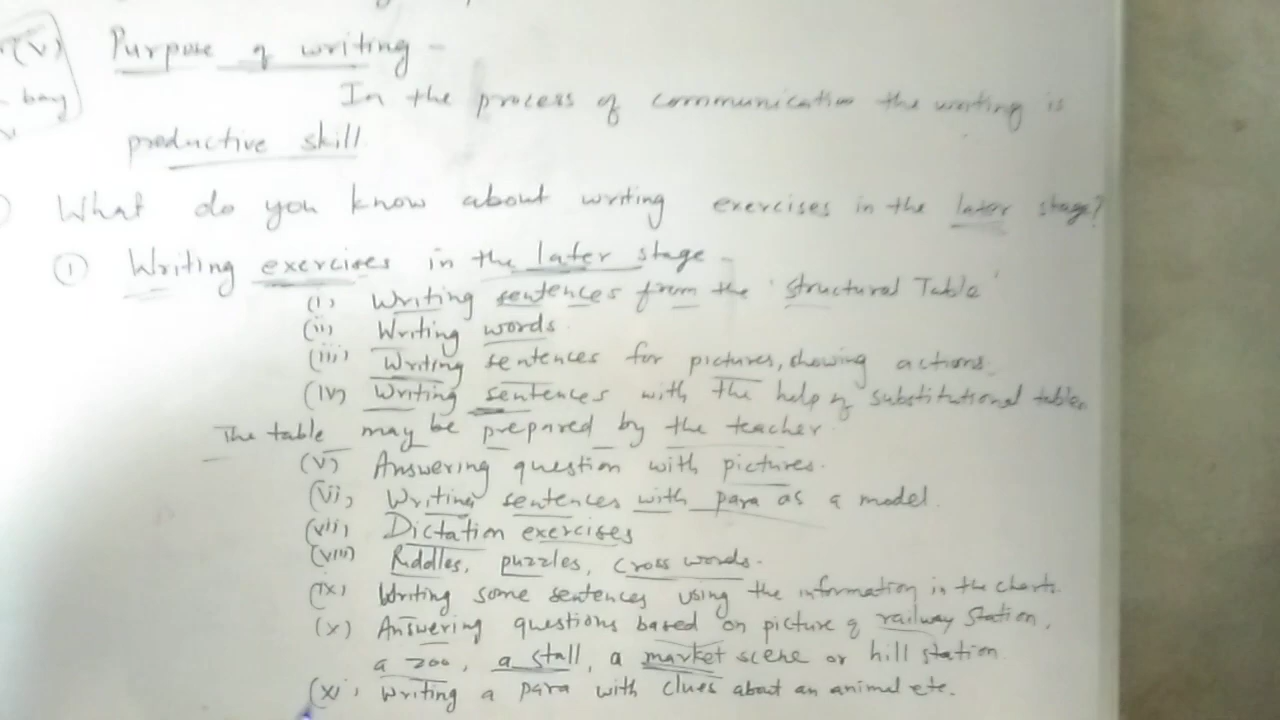 (v) Purpose of writing -
bay
In the process of communication the writing is
productive skill
What do you know about writing exercises in the later stage?
① Writing exercises in the later stage -
(i) Writing sentences from the 'Structural Table'
(ii) Writing words
(iii) Writing sentences for pictures, showing actions.
(iv) Writing sentences with the help of substitutional tables
The table may be prepared by the teacher.
(v) Answering question with pictures.
(vi) Writing sentences with para as a model.
(vii) Dictation exercises
(viii) Riddles, puzzles, cross words.
(ix) Writing some sentences using the information in the charts.
(x) Answering questions based on picture of railway station,
a zoo, a stall, a market scene or hill station
(xi) Writing a para with clues about an animal etc.